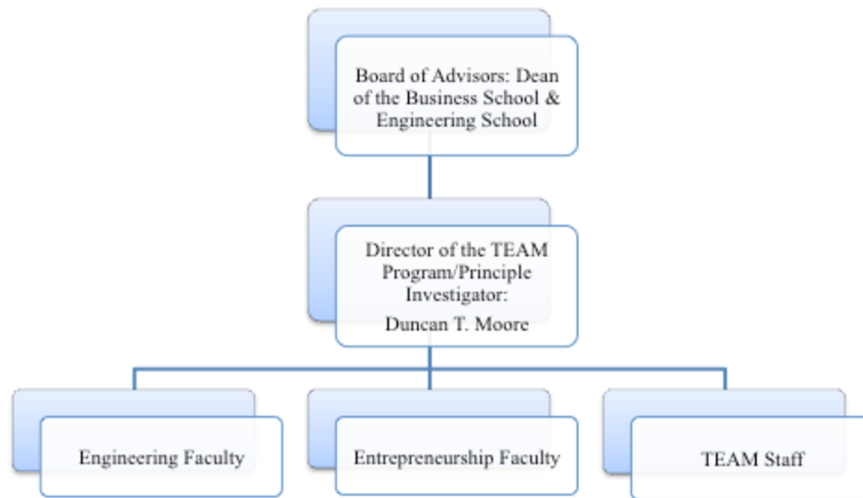 Board of Advisors: Dean
of the Business School &
Engineering School
Director of the TEAM
Program/Principle
Investigator:
Duncan T. Moore
Engineering Faculty
Entrepreneurship Faculty
TEAM Staff